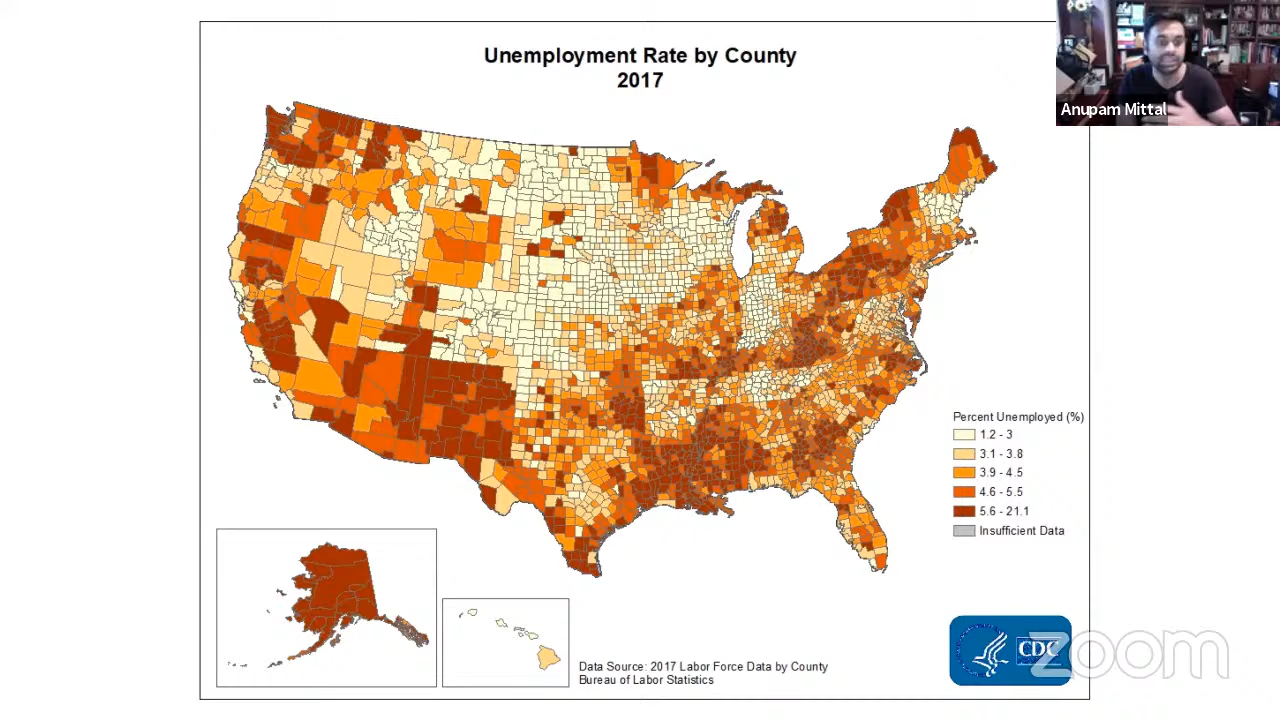 Unemployment Rate by County
2017
Anupam Mittal
Percent Unemployed (%)
1.2 - 3
3.1 - 3.8
3.9 - 4.5
4.6 - 5.5
5.6 - 21.1
Insufficient Data
Data Source: 2017 Labor Force Data by County
Bureau of Labor Statistics
CDC
zoom